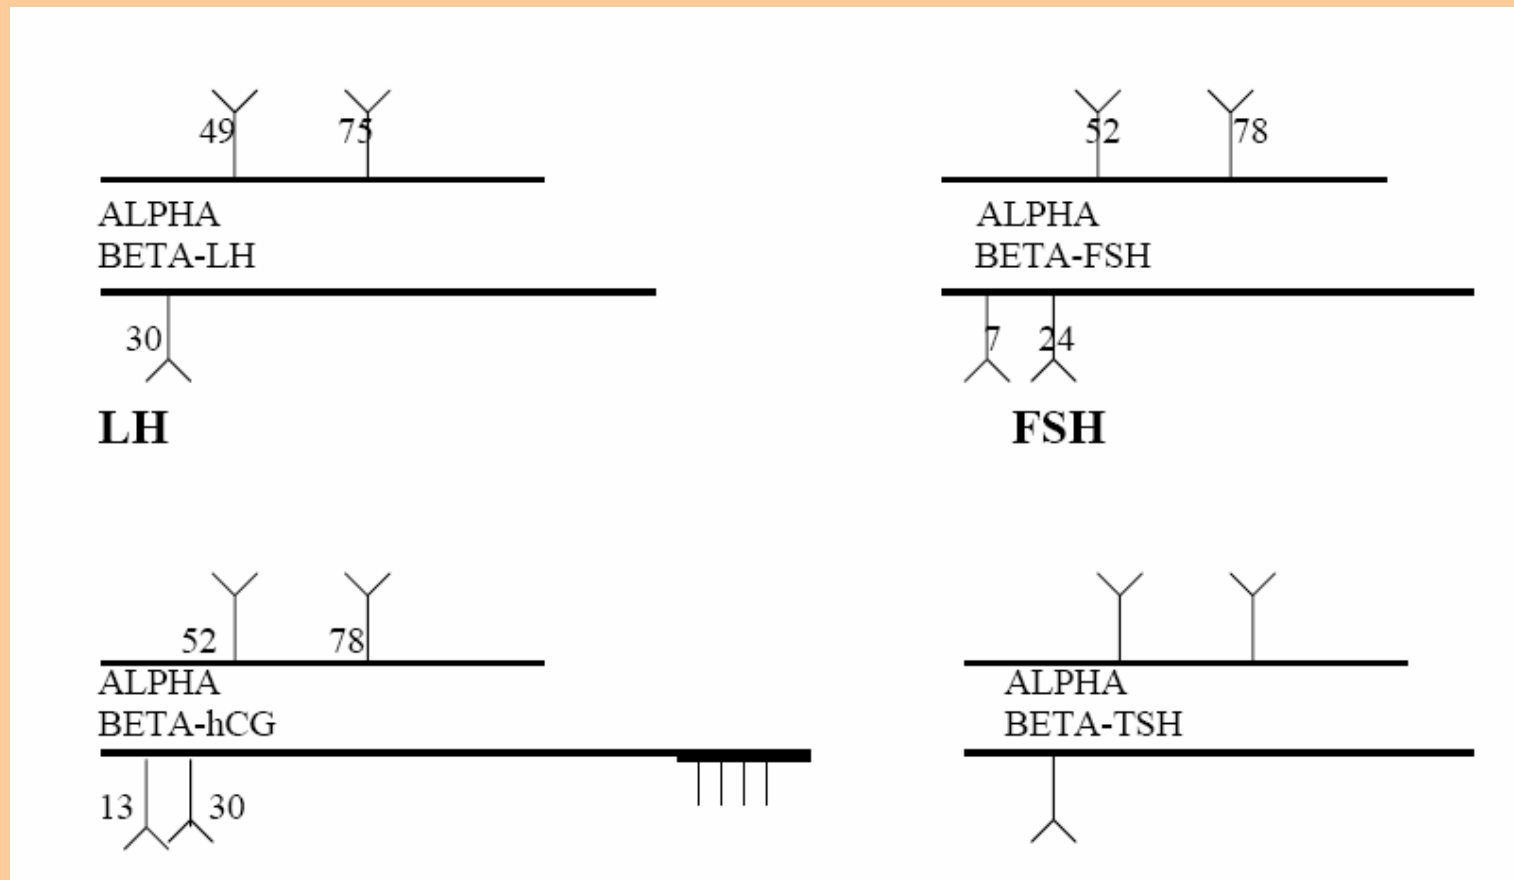 49 75
ALPHA
BETA-LH
30
LH
52 78
ALPHA
BETA-FSH
7 24
FSH
52 78
ALPHA
BETA-hCG
13 30
ALPHA
BETA-TSH